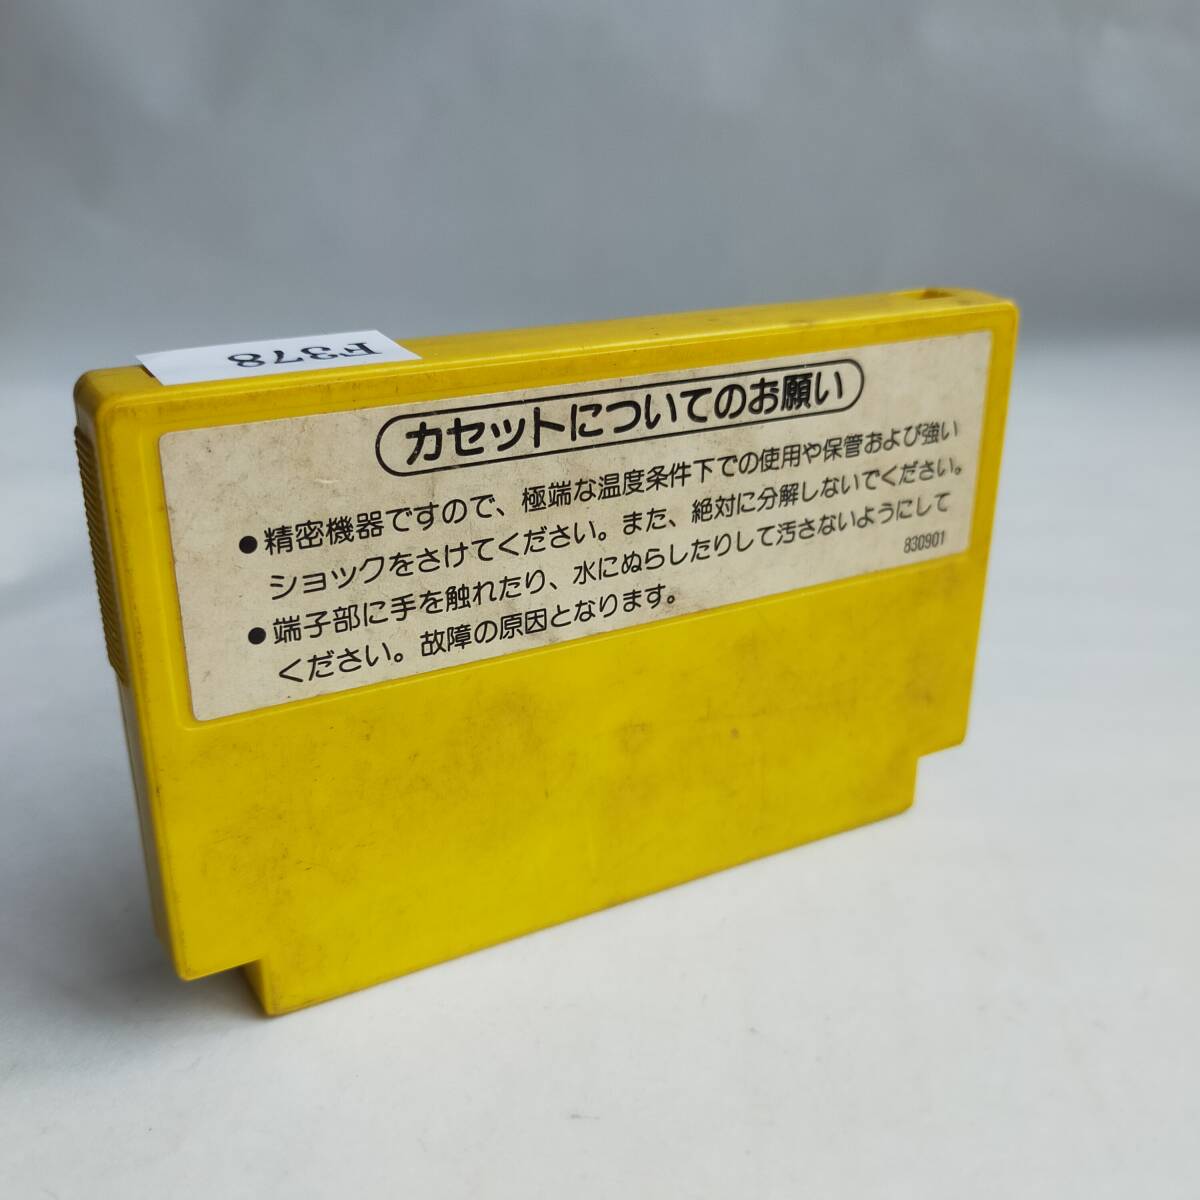 F378
カセットについてのお願い
●精密機器ですので、極端な温度条件下での使用や保管および強い
ショックをさけてください。また、絶対に分解しないでください。
●端子部に手を触れたり、水にぬらしたりして汚さないようにして
ください。故障の原因となります。
830901